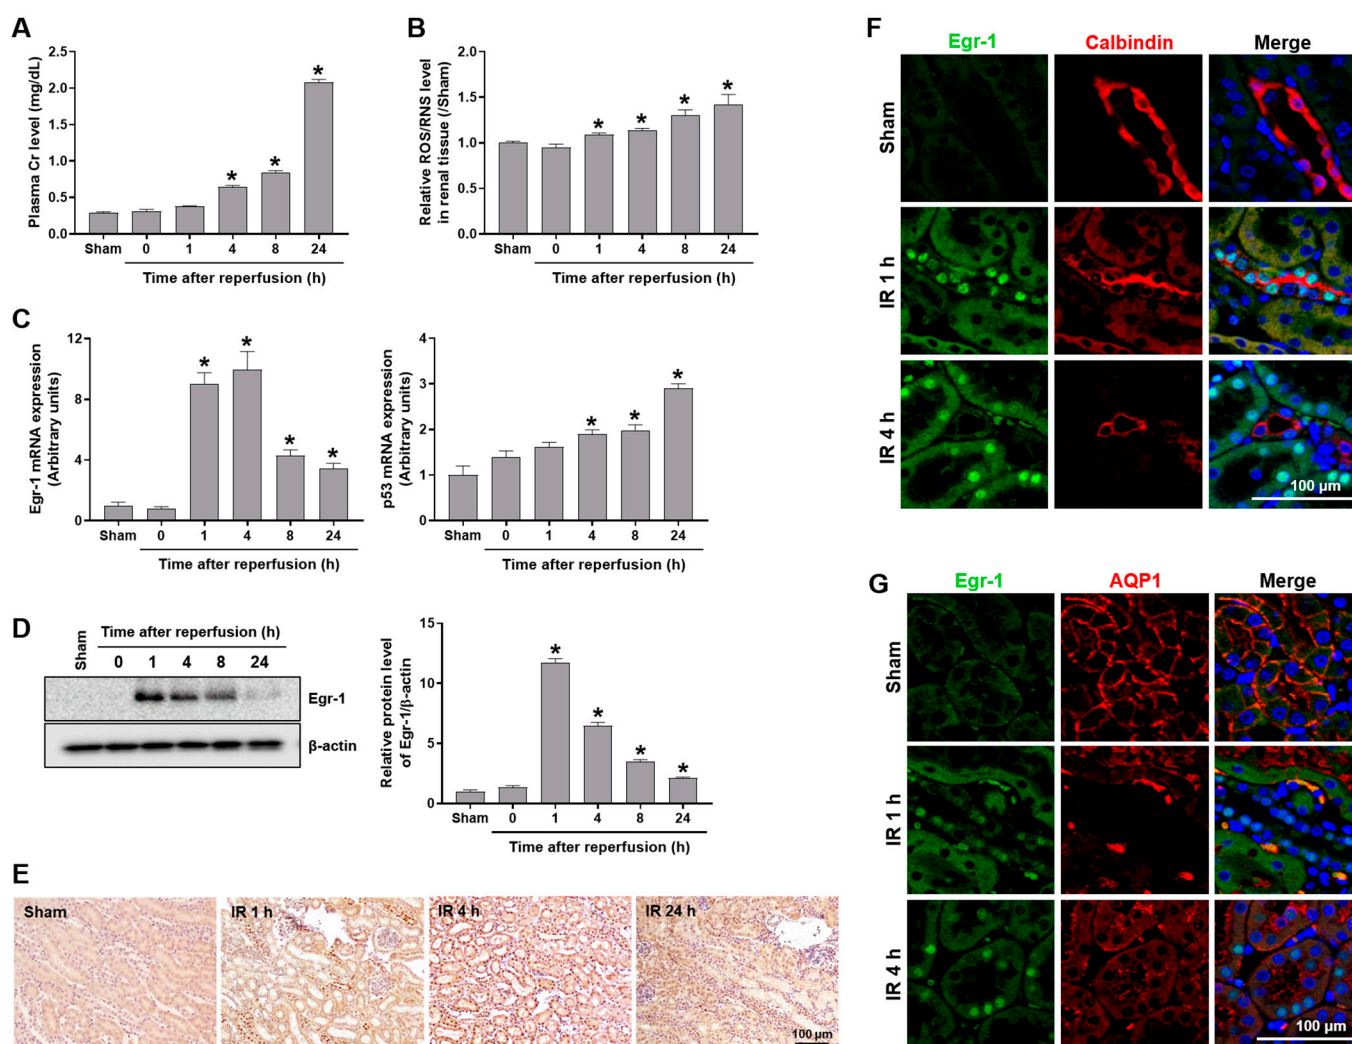 A
Plasma Cr level (mg/dL)
2.5
2.0
1.5
1.0
0.5
0.0
* * *
Sham 0 1 4 8 24
Time after reperfusion (h)
B
Relative ROS/RNS level
in renal tissue (/Sham)
2.0
1.5
1.0
0.5
0.0
* * * *
Sham 0 1 4 8 24
Time after reperfusion (h)
C
Egr-1 mRNA expression
(Arbitrary units)
12
8
4
0
* * * *
Sham 0 1 4 8 24
Time after reperfusion (h)
p53 mRNA expression
(Arbitrary units)
4
3
2
1
0
* * *
Sham 0 1 4 8 24
Time after reperfusion (h)
D
Time after reperfusion (h)
Sham 0 1 4 8 24
Egr-1
β-actin
Relative protein level
of Egr-1/β-actin
15
10
5
0
* * * *
Sham 0 1 4 8 24
Time after reperfusion (h)
E
Sham
IR 1 h
IR 4 h
IR 24 h
100 µm
F
Egr-1 Calbindin Merge
Sham
IR 1 h
IR 4 h
100 µm
G
Egr-1 AQP1 Merge
Sham
IR 1 h
IR 4 h
100 µm